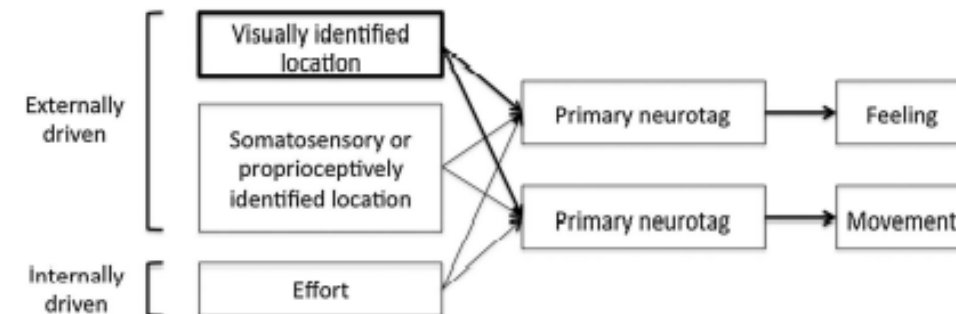 Visually identified
location
Externally
driven
Somatosensory or
proprioceptively
identified location
Primary neurotag
Feeling
Primary neurotag
Movement
Internally
driven
Effort